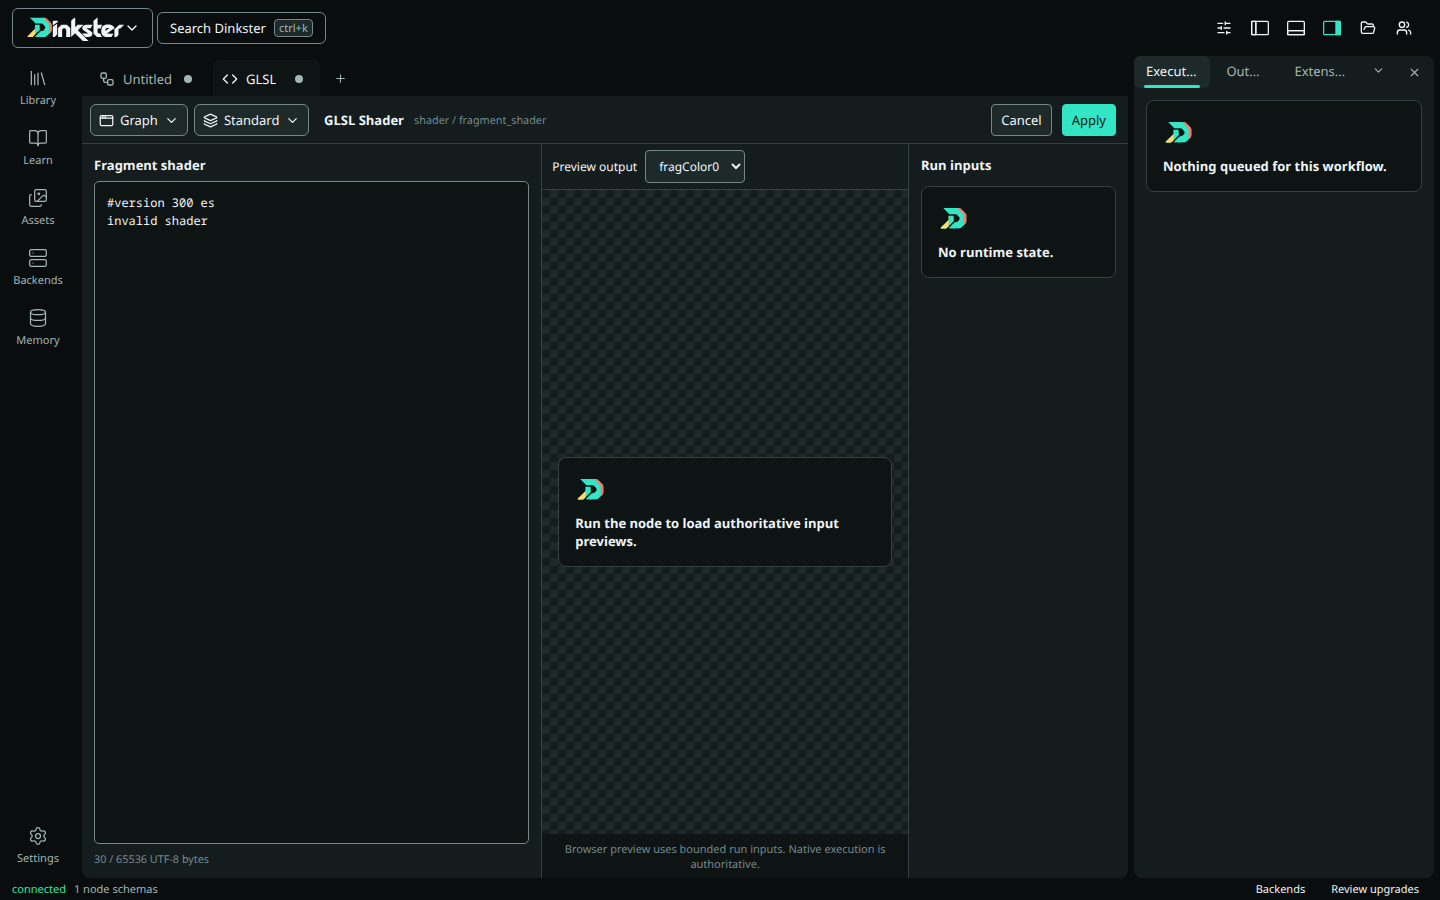 Dinkster
Search Dinkster ctrl+k
Library
Learn
Assets
Backends
Memory
Settings
Untitled
GLSL
Graph
Standard
GLSL Shader shader / fragment_shader
Cancel
Apply
Fragment shader
#version 300 es
invalid shader
30 / 65536 UTF-8 bytes
Preview output fragColor0
Run the node to load authoritative input
previews.
Browser preview uses bounded run inputs. Native execution is
authoritative.
Run inputs
No runtime state.
Execut...
Out...
Extens...
Nothing queued for this workflow.
connected 1 node schemas
Backends
Review upgrades